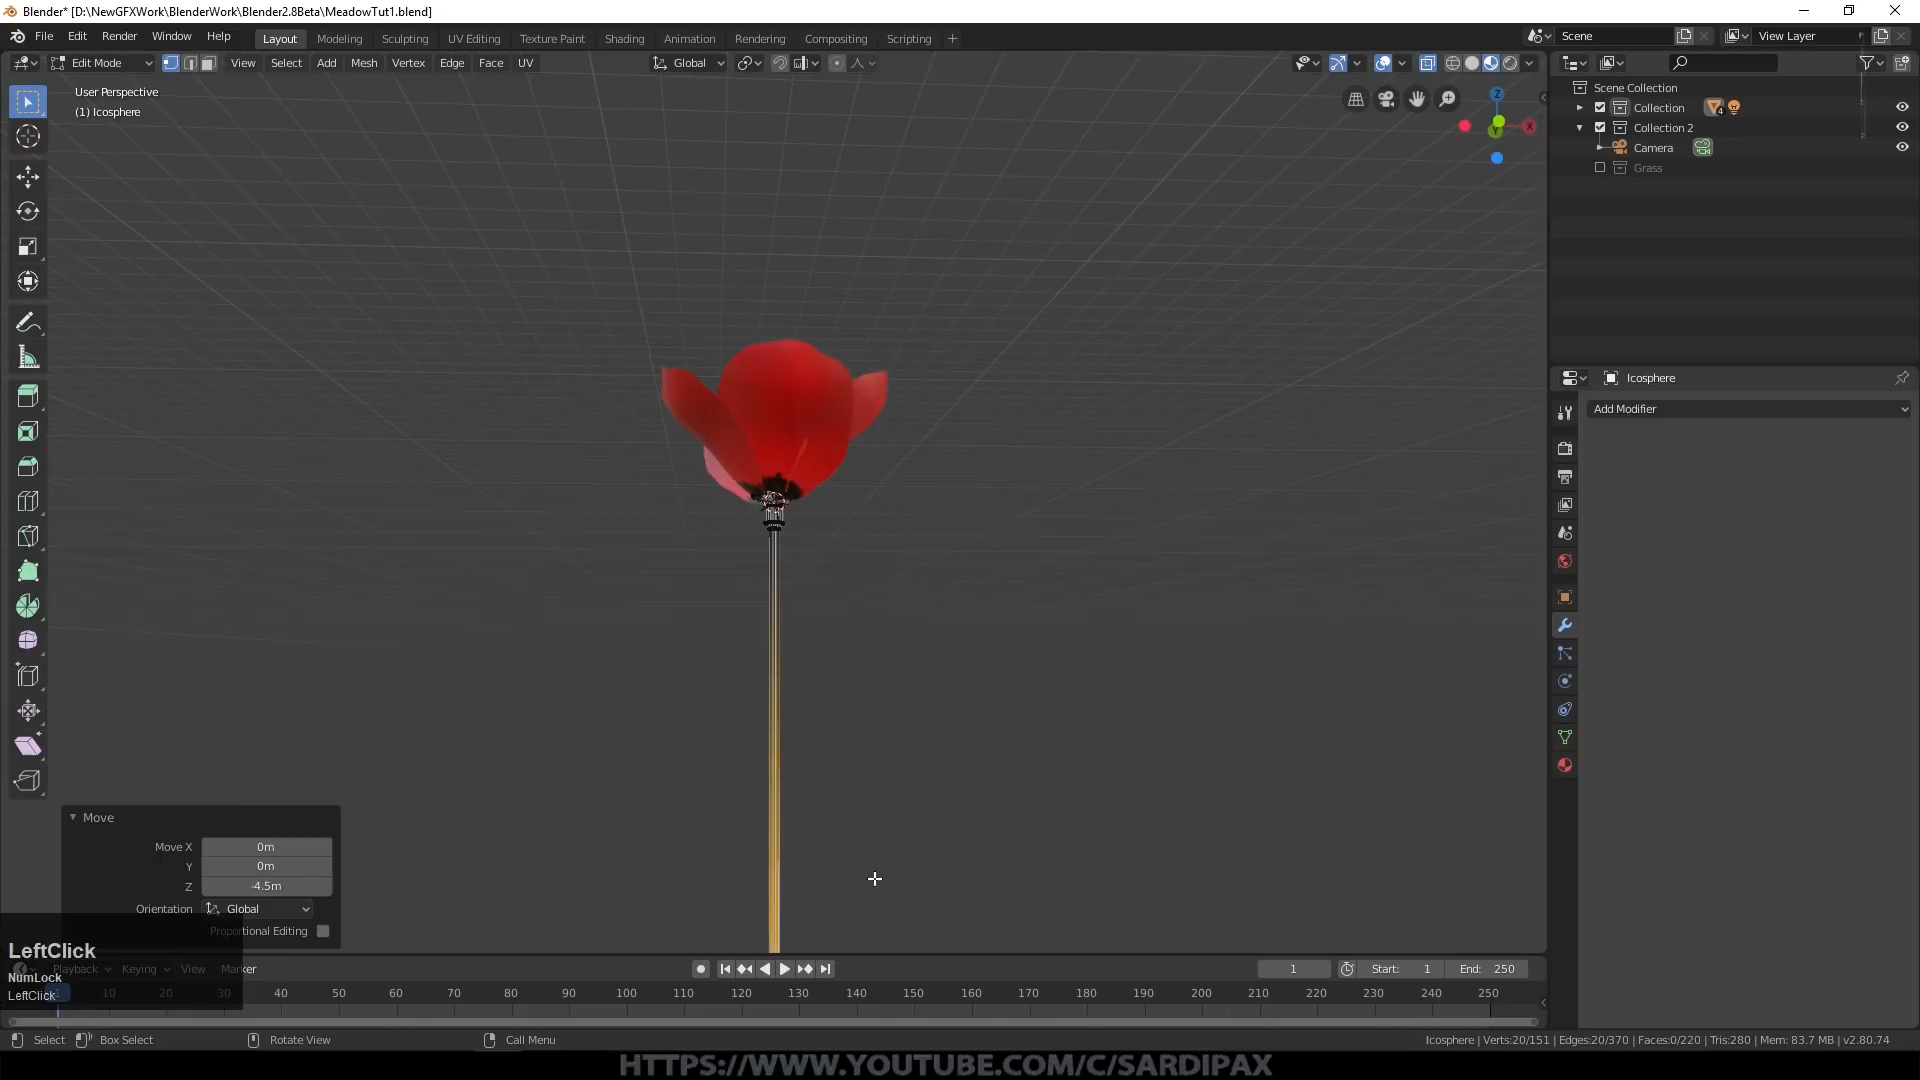 Blender* [D:\NewGFXWork\BlenderWork\Blender2.8Beta\MeadowTut1.blend]
File Edit Render Window Help
Layout Modeling Sculpting UV Editing Texture Paint Shading Animation Rendering Compositing Scripting +
Scene
View Layer
Edit Mode
View Select Add Mesh Vertex Edge Face UV
Global
User Perspective
(1) Icosphere
Z
Y
X
Scene Collection
Collection
4
Collection 2
Camera
Grass
Icosphere
Add Modifier
Move
Move X 0m
Y 0m
Z -4.5m
Orientation Global
Proportional Editing
LeftClick
NumLock
LeftClick
Playback Keying View Marker
1
Start: 1
End: 250
1 10 20 30 40 50 60 70 80 90 100 110 120 130 140 150 160 170 180 190 200 210 220 230 240 250
Select Box Select Rotate View Call Menu
Icosphere | Verts:20/151 | Edges:20/370 | Faces:0/220 | Tris:280 | Mem: 83.7 MB | v2.80.74
HTTPS://WWW.YOUTUBE.COM/C/SARDIPAX